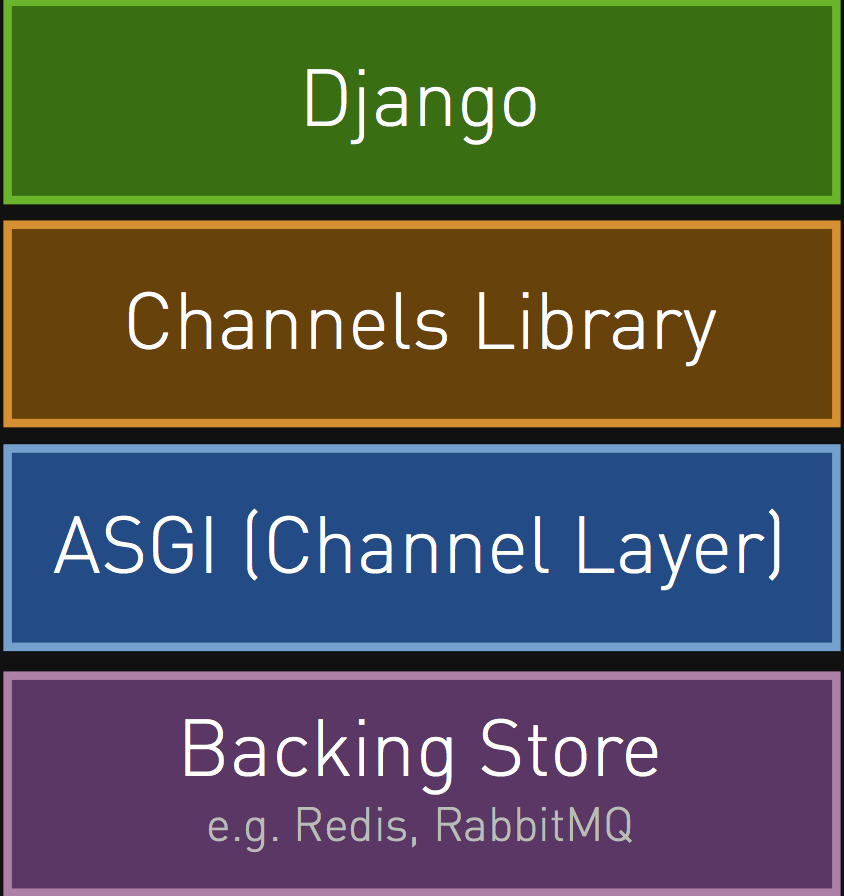 Django
Channels Library
ASGI (Channel Layer)
Backing Store
e.g. Redis, RabbitMQ